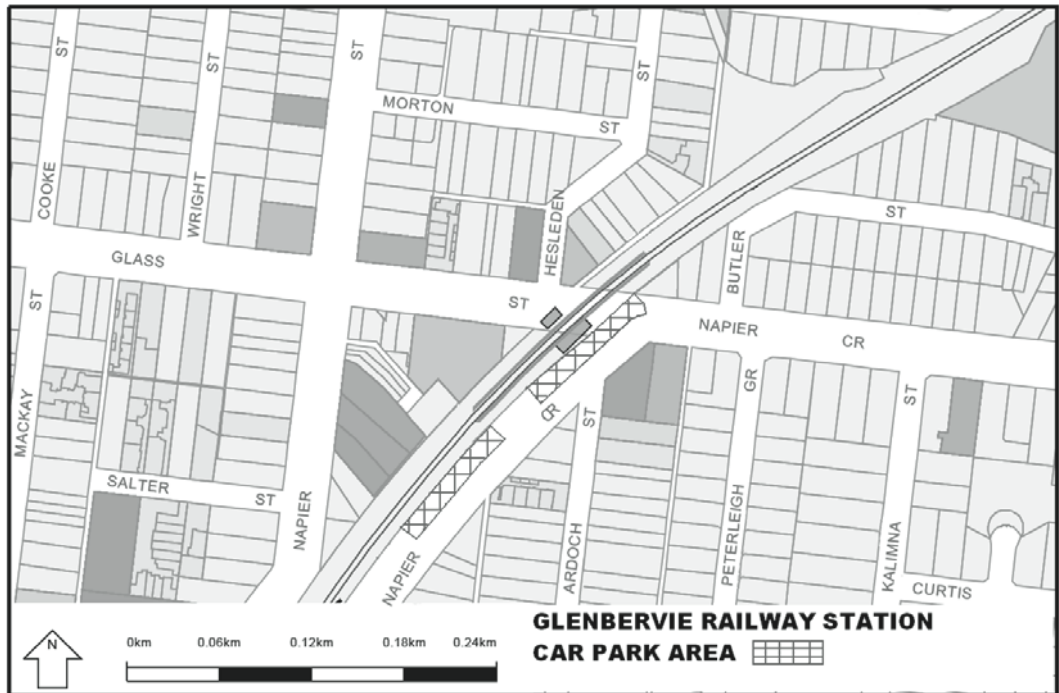 ST
ST
ST
ST
MORTON
ST
COOKE
WRIGHT
HESLEDEN
ST
BUTLER
GLASS
ST
ST
NAPIER
CR
MACKAY
CR
ST
GR
ST
SALTER
ST
NAPIER
NAPIER
ARDOCH
PETERLEIGH
KALIMNA
CURTIS
N
0km 0.06km 0.12km 0.18km 0.24km
GLENBERVIE RAILWAY STATION
CAR PARK AREA